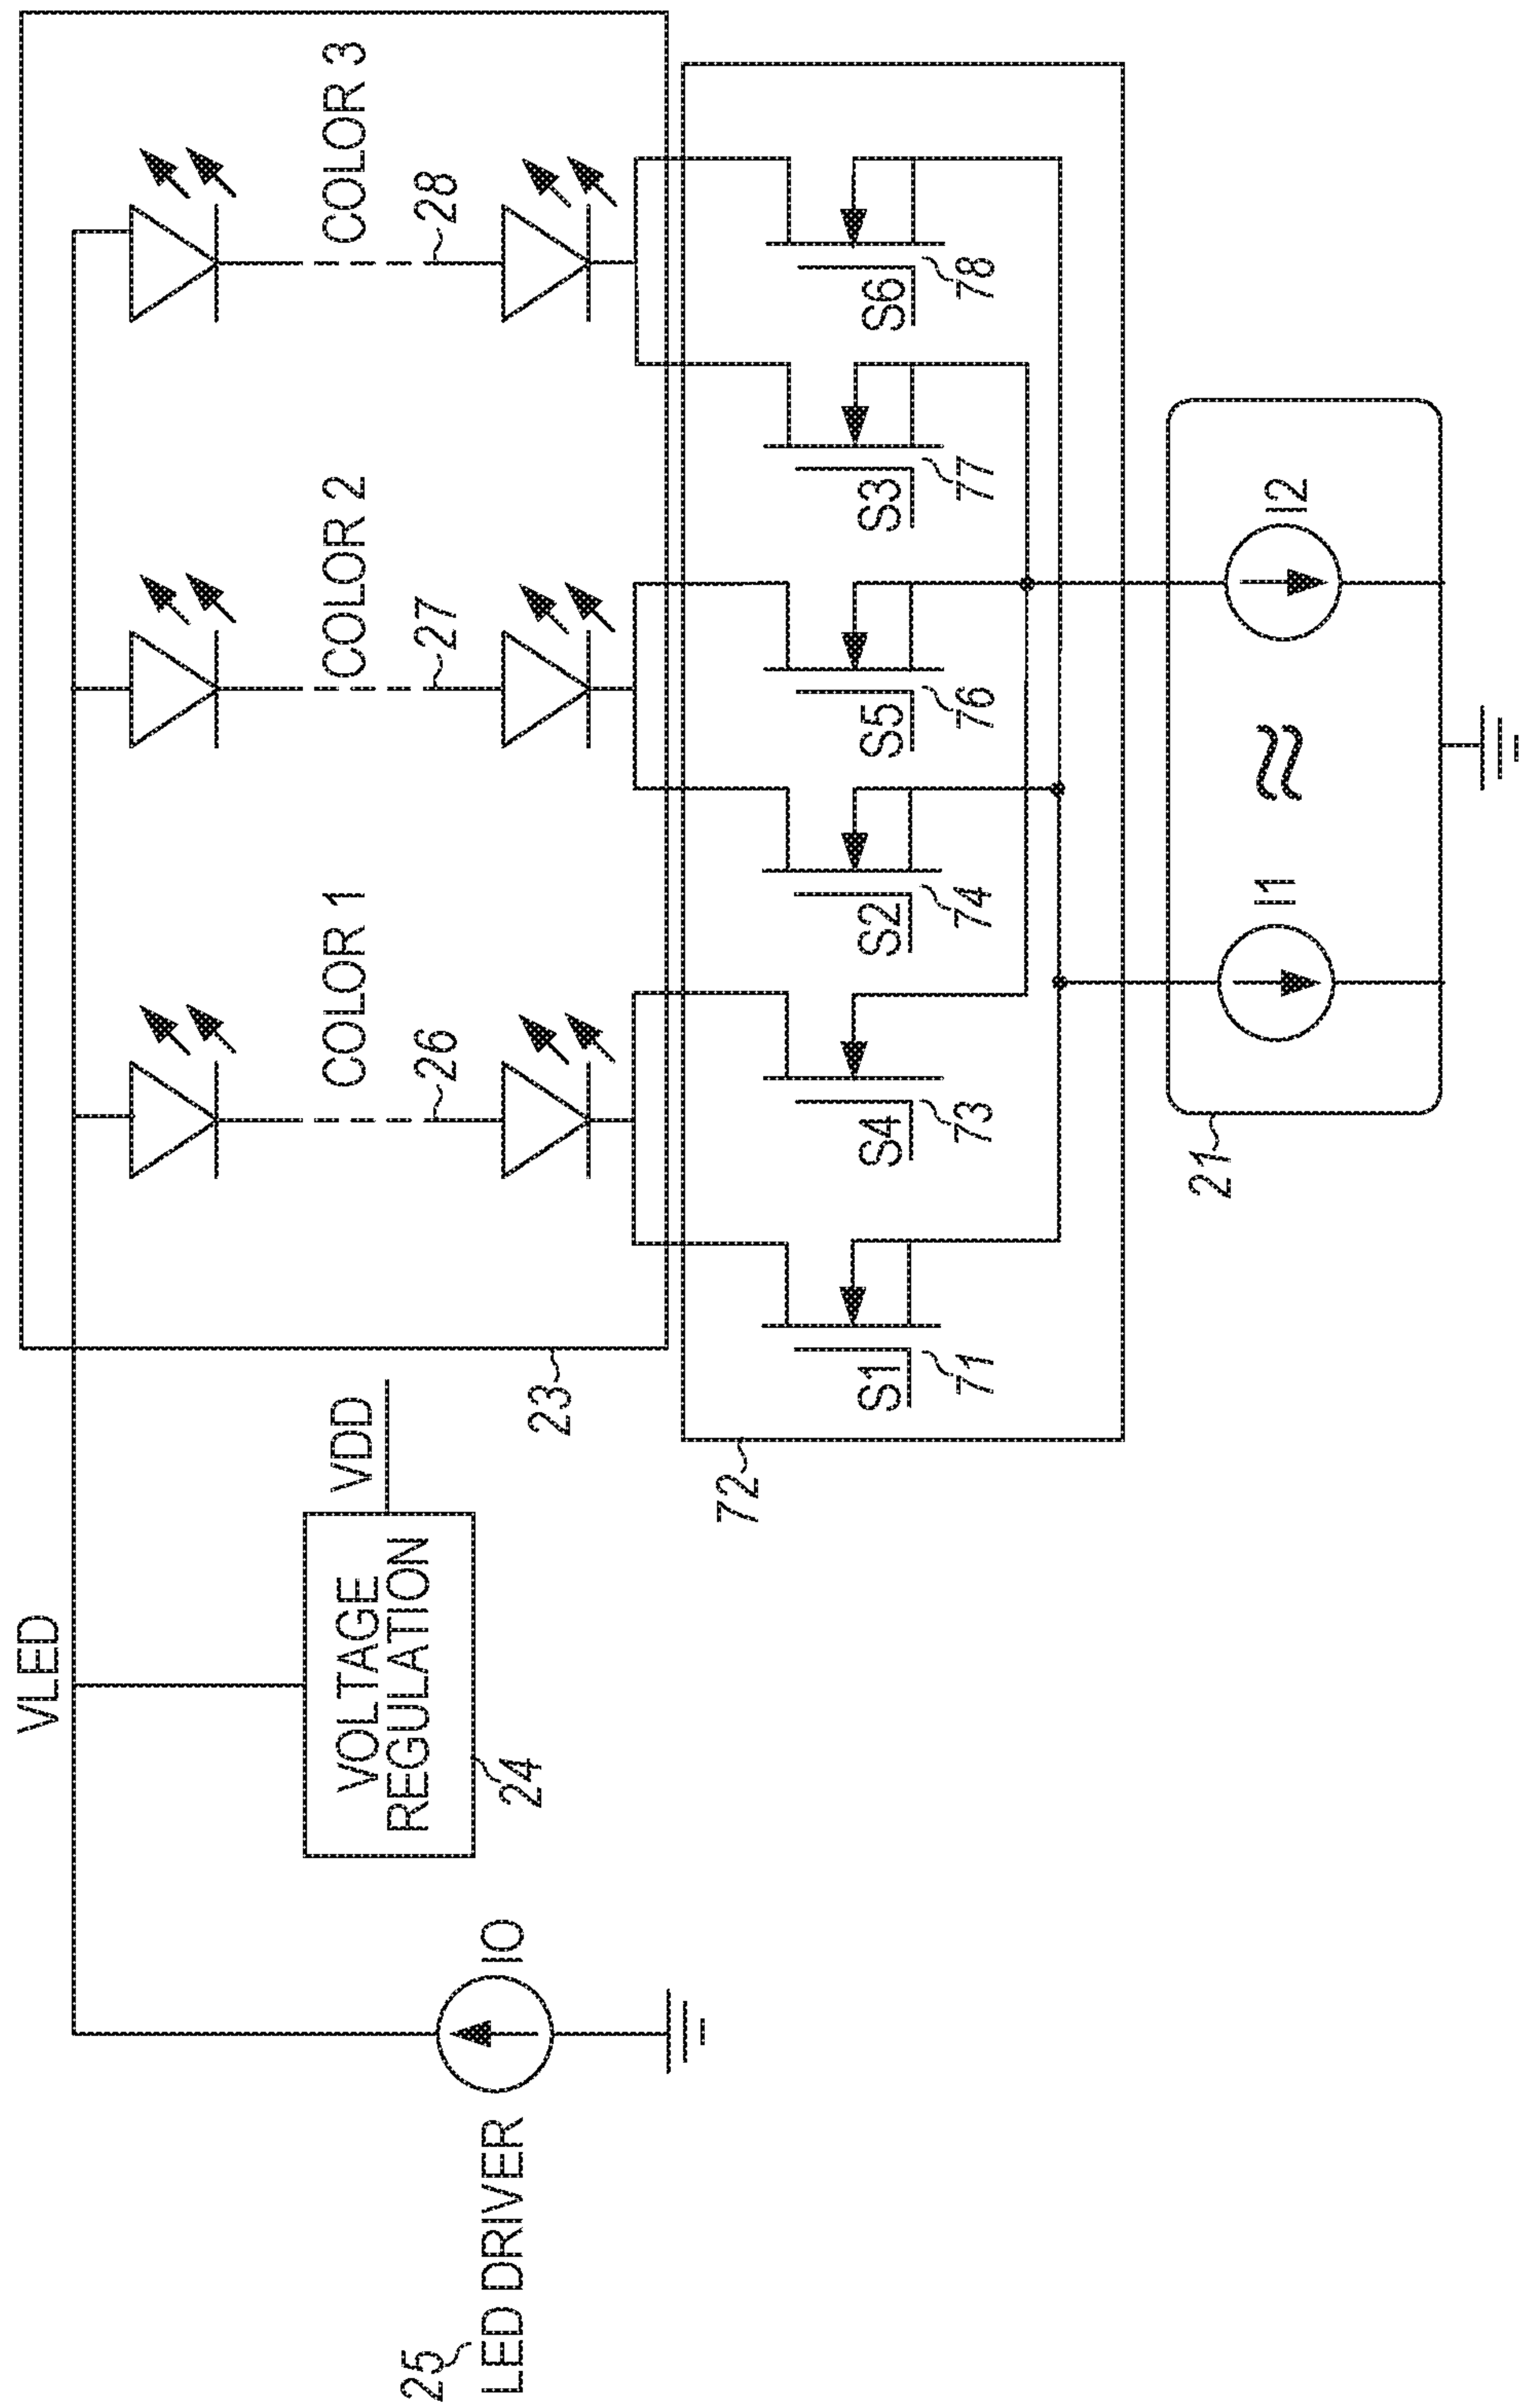 VLED
25
LED DRIVER
IO
VOLTAGE
REGULATION
24
VDD
23
COLOR 1
26
COLOR 2
27
COLOR 3
28
72
S1
71
S4
73
S2
74
S5
76
S3
77
S6
78
21
I1
≈
I2